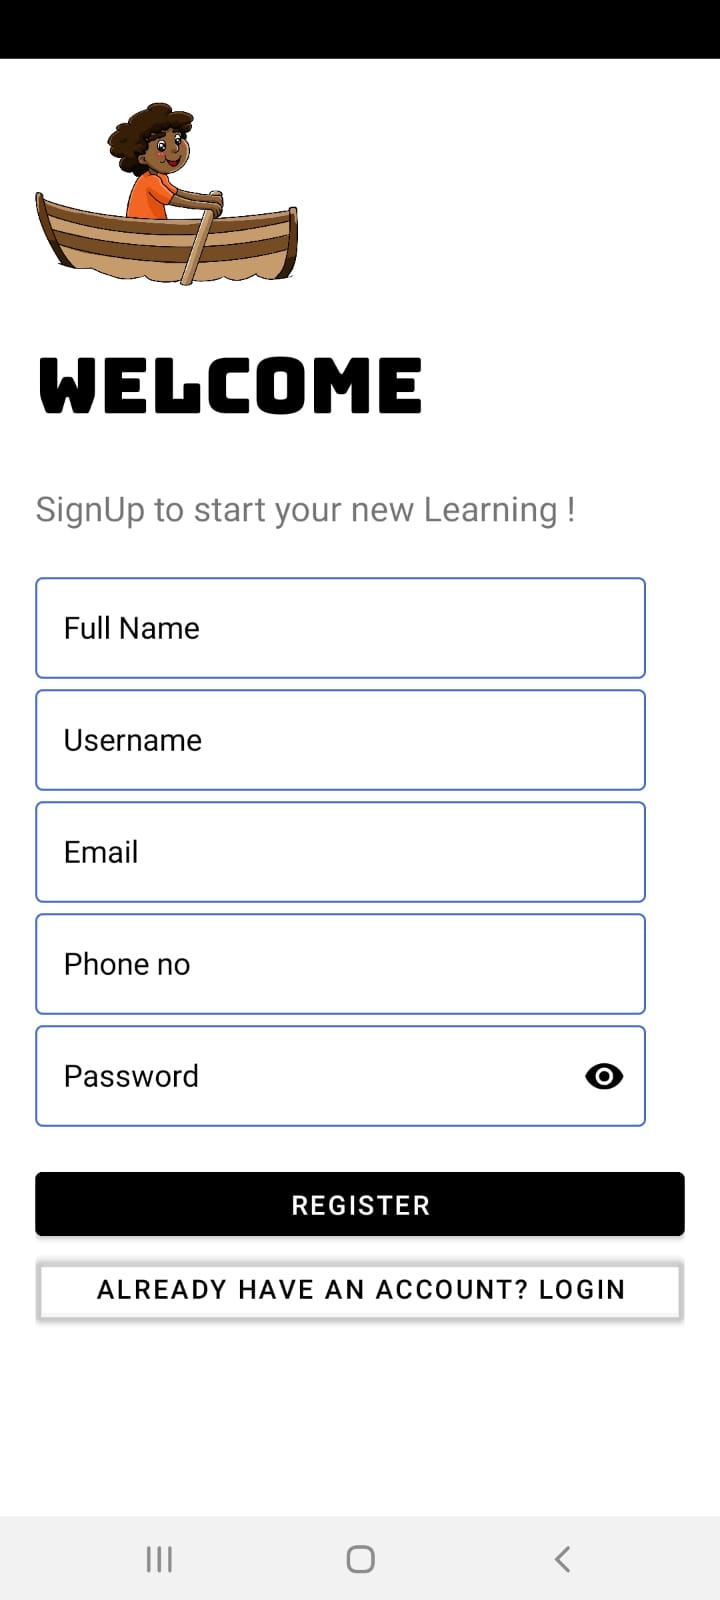 WELCOME
SignUp to start your new Learning !
Full Name
Username
Email
Phone no
Password
REGISTER
ALREADY HAVE AN ACCOUNT? LOGIN